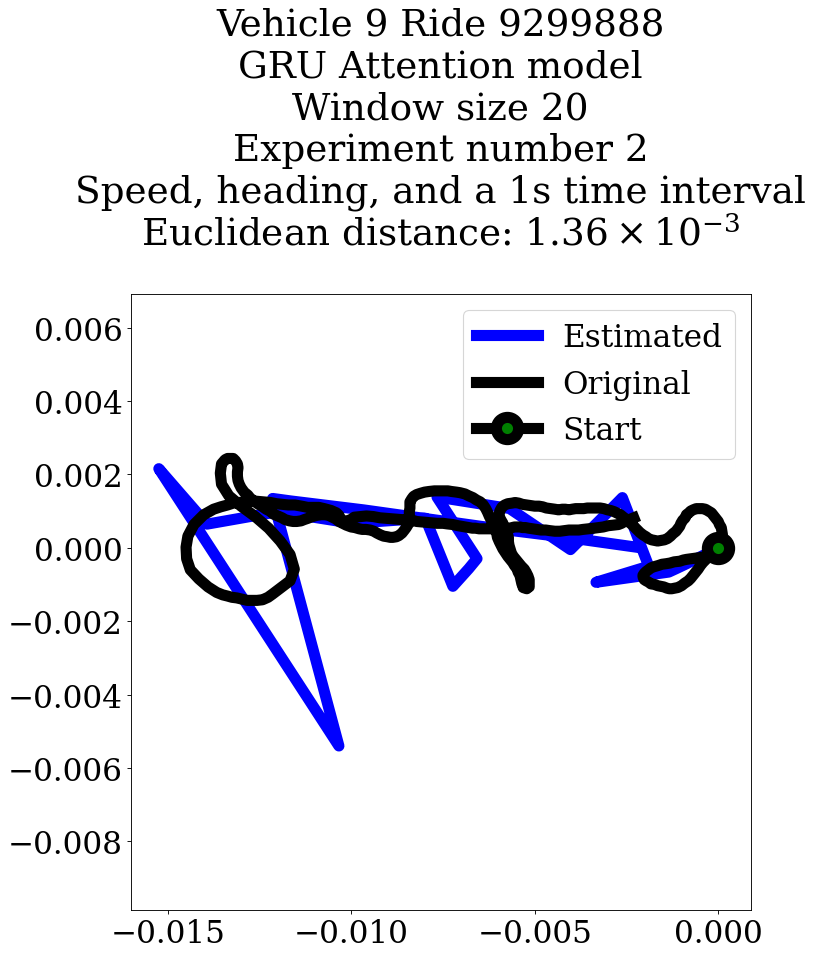 Vehicle 9 Ride 9299888
GRU Attention model
Window size 20
Experiment number 2
Speed, heading, and a 1s time interval
Euclidean distance: 1.36 × 10⁻³
Estimated
Original
Start
0.006
0.004
0.002
0.000
−0.002
−0.004
−0.006
−0.008
−0.015 −0.010 −0.005 0.000